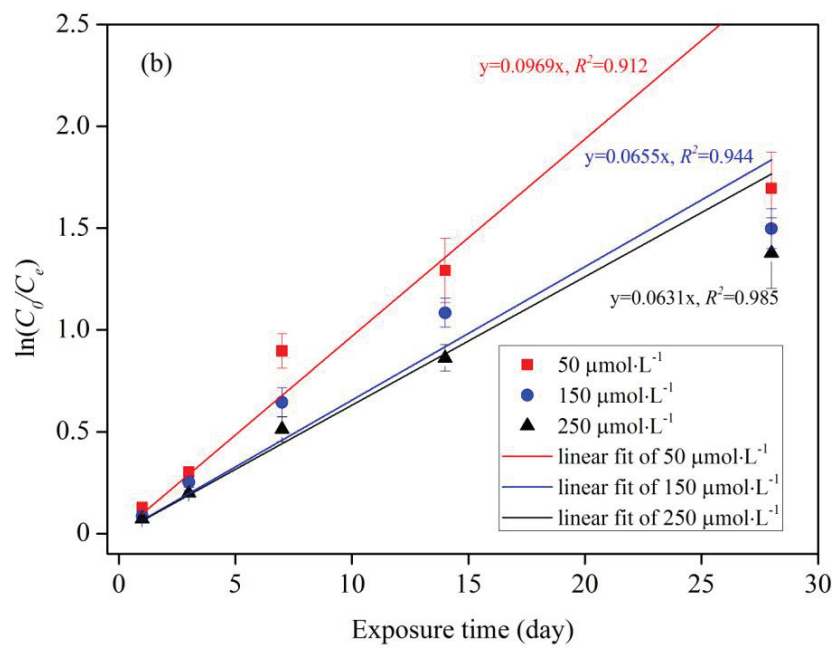 (b)
2.5
2.0
1.5
1.0
0.5
0
ln(C₀/Cₑ)
y=0.0969x, R²=0.912
y=0.0655x, R²=0.944
y=0.0631x, R²=0.985
50 μmol·L⁻¹
150 μmol·L⁻¹
250 μmol·L⁻¹
linear fit of 50 μmol·L⁻¹
linear fit of 150 μmol·L⁻¹
linear fit of 250 μmol·L⁻¹
0 5 10 15 20 25 30
Exposure time (day)